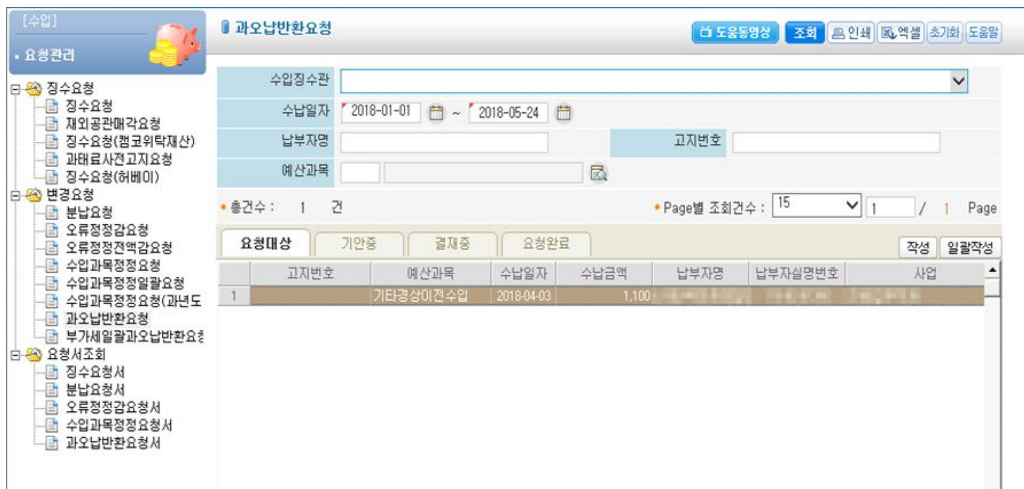 [수입]
• 요청관리
징수요청
징수요청
재외공관매각요청
징수요청(캠코위탁재산)
과태료사전고지요청
징수요청(허베이)
변경요청
분납요청
오류정정감요청
오류정정전액감요청
수입과목정정요청
수입과목정정일괄요청
수입과목정정요청(과년도
과오납반환요청
부가세일괄과오납반환요청
요청서조회
징수요청서
분납요청서
오류정정감요청서
수입과목정정요청서
과오납반환요청서
과오납반환요청
도움동영상 조회 인쇄 엑셀 초기화 도움말
수입징수관
수납일자 2018-01-01 ~ 2018-05-24
납부자명 고지번호
예산과목
• 총건수 : 1 건 • Page별 조회건수 : 15 1 / 1 Page
요청대상 기안중 결재중 요청완료 작성 일괄작성
고지번호 예산과목 수납일자 수납금액 납부자명 납부자실명번호 사업
1 기타경상이전수입 2018-04-03 1,100